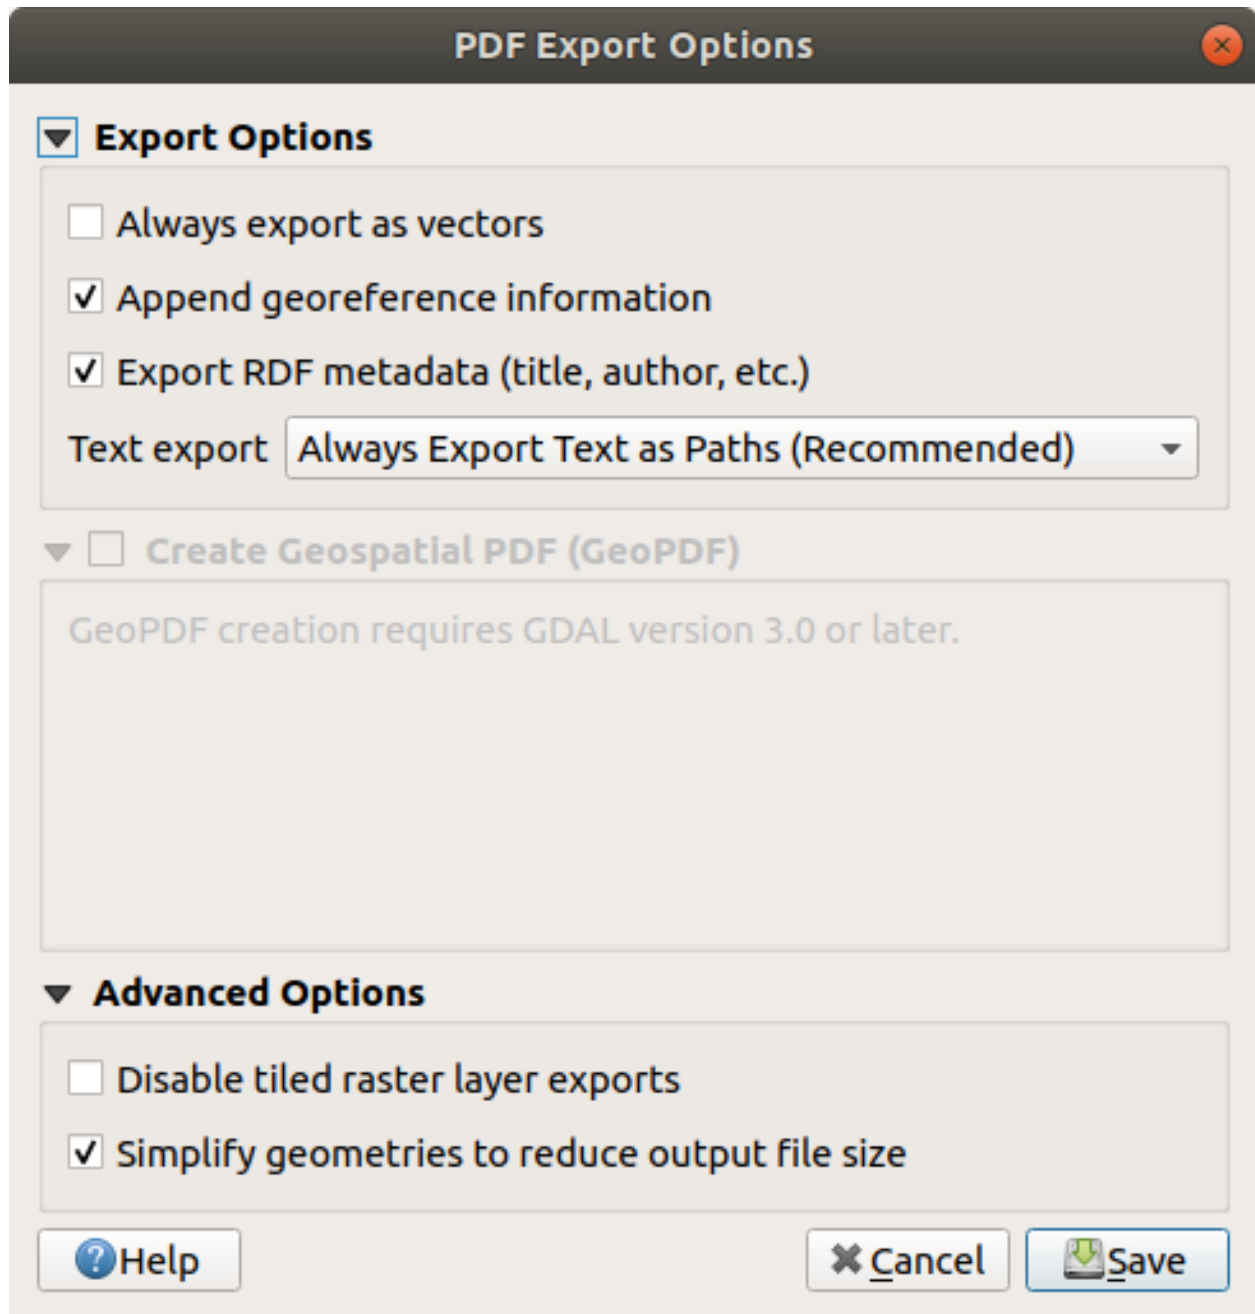 PDF Export Options
Export Options
Always export as vectors
Append georeference information
Export RDF metadata (title, author, etc.)
Text export Always Export Text as Paths (Recommended)
Create Geospatial PDF (GeoPDF)
GeoPDF creation requires GDAL version 3.0 or later.
Advanced Options
Disable tiled raster layer exports
Simplify geometries to reduce output file size
Help Cancel Save